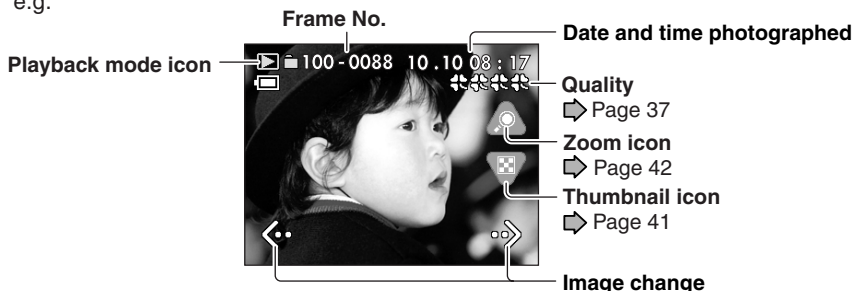 e.g.
Frame No.
Date and time photographed
Playback mode icon
100-0088 10.10 08:17
Quality
Page 37
Zoom icon
Page 42
Thumbnail icon
Page 41
Image change